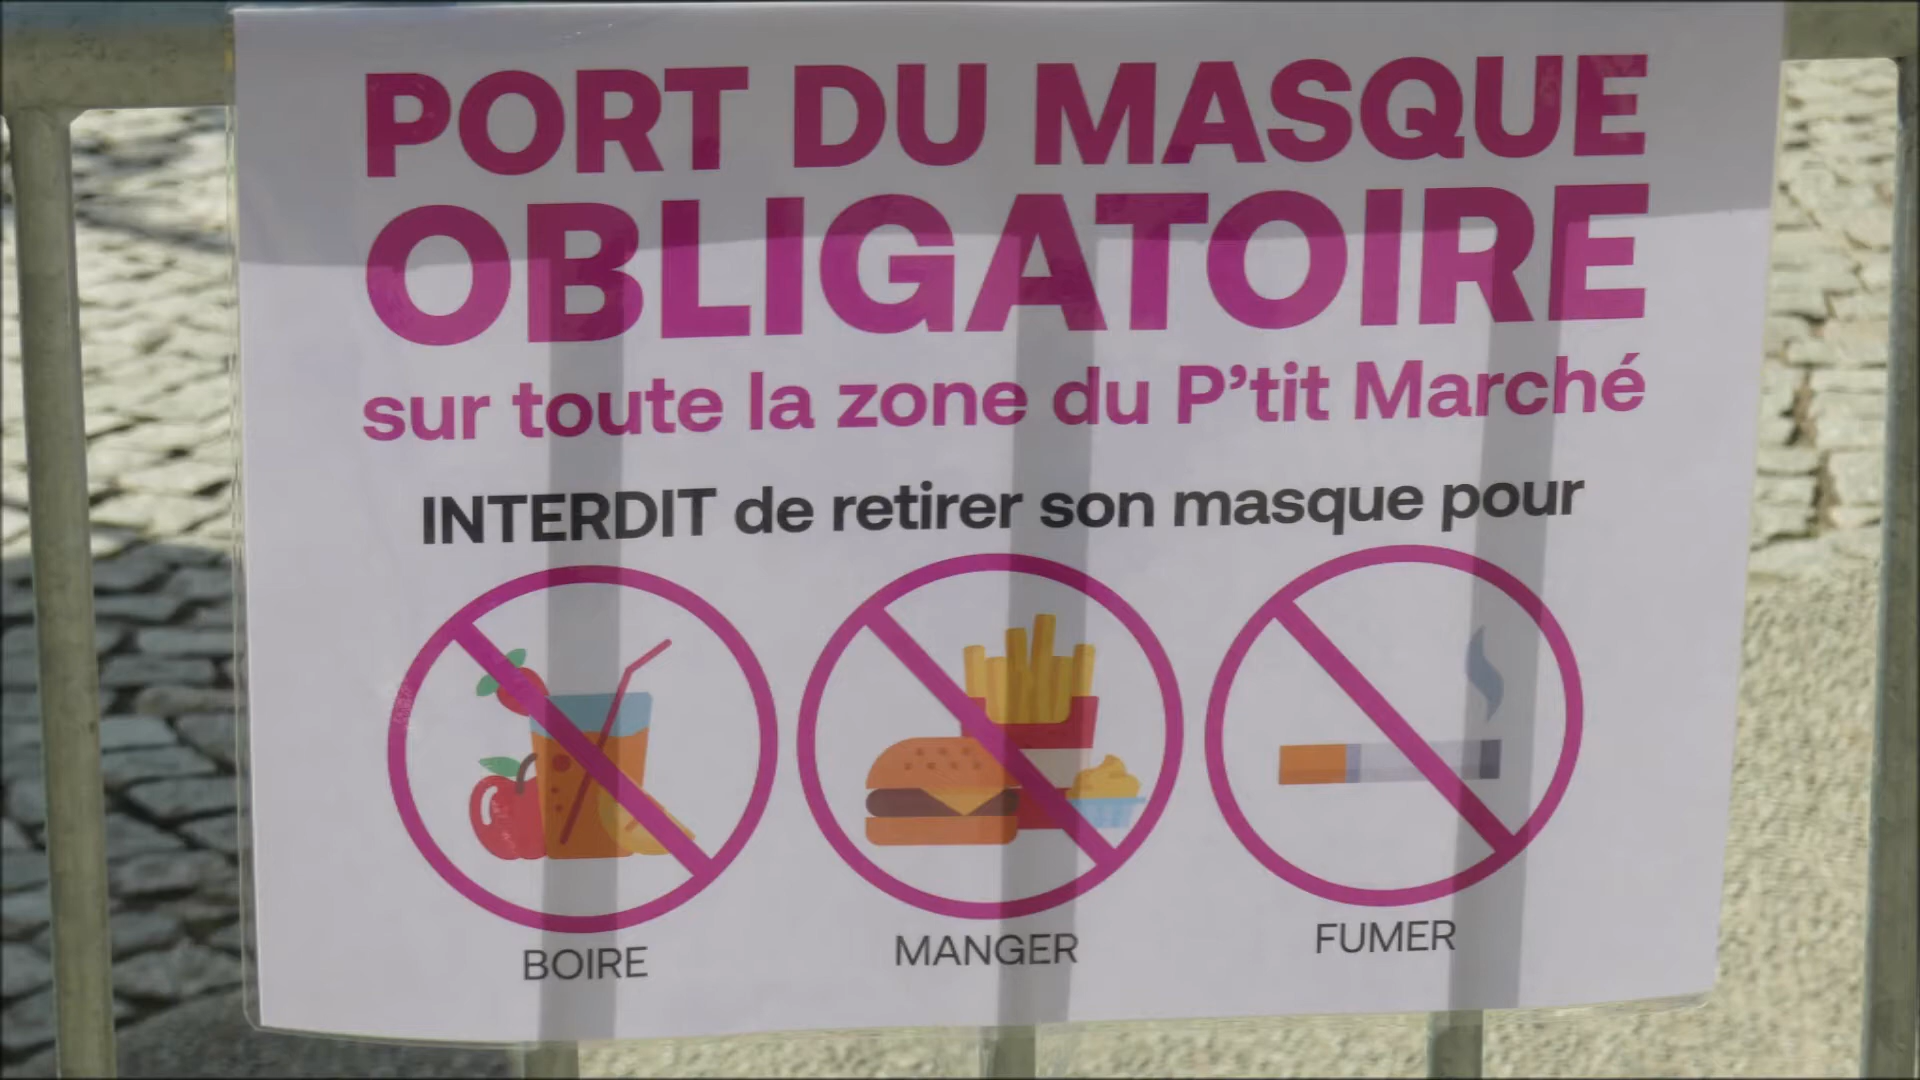 PORT DU MASQUE
OBLIGATOIRE
sur toute la zone du P'tit Marché
INTERDIT de retirer son masque pour
BOIRE
MANGER
FUMER